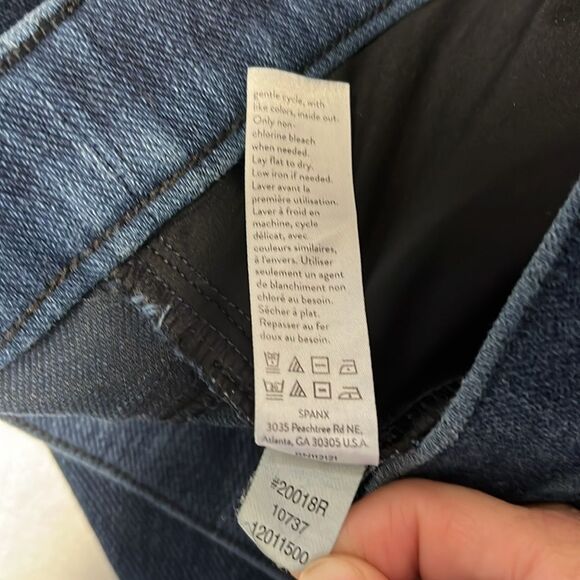 gentle cycle, with
like colors, inside out.
Only non-
chlorine bleach
when needed.
Lay flat to dry.
Low iron if needed.
Laver avant la
première utilisation.
Laver à froid en
machine, cycle
délicat, avec
couleurs similaires,
à l'envers. Utiliser
seulement un agent
de blanchiment non
chloré au besoin.
Sécher à plat.
Repasser au fer
doux au besoin.
SPANX
3035 Peachtree Rd NE,
Atlanta, GA 30305 U.S.A.
#20018R
10737
12011500